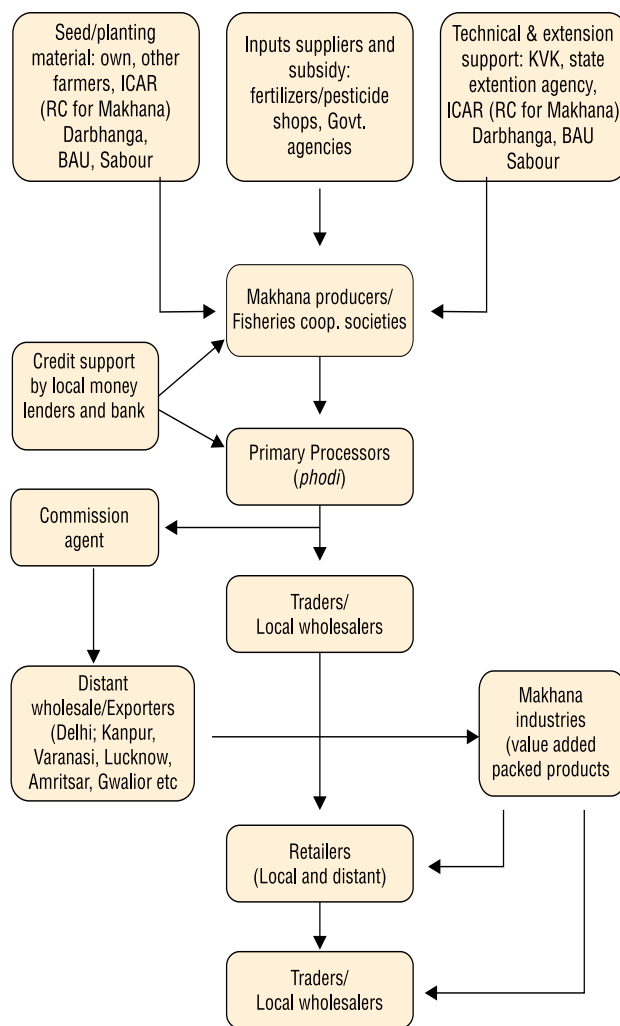 Seed/planting
material: own, other
farmers, ICAR
(RC for Makhana)
Darbhanga,
BAU, Sabour
Inputs suppliers and
subsidy:
fertilizers/pesticide
shops, Govt.
agencies
Technical & extension
support: KVK, state
extention agency,
ICAR (RC for Makhana)
Darbhanga, BAU
Sabour
Makhana producers/
Fisheries coop. societies
Credit support
by local money
lenders and bank
Primary Processors
(phodi)
Commission
agent
Traders/
Local wholesalers
Distant
wholesale/Exporters
(Delhi; Kanpur,
Varanasi, Lucknow,
Amritsar, Gwalior etc
Makhana
industries
(value added
packed products
Retailers
(Local and distant)
Traders/
Local wholesalers